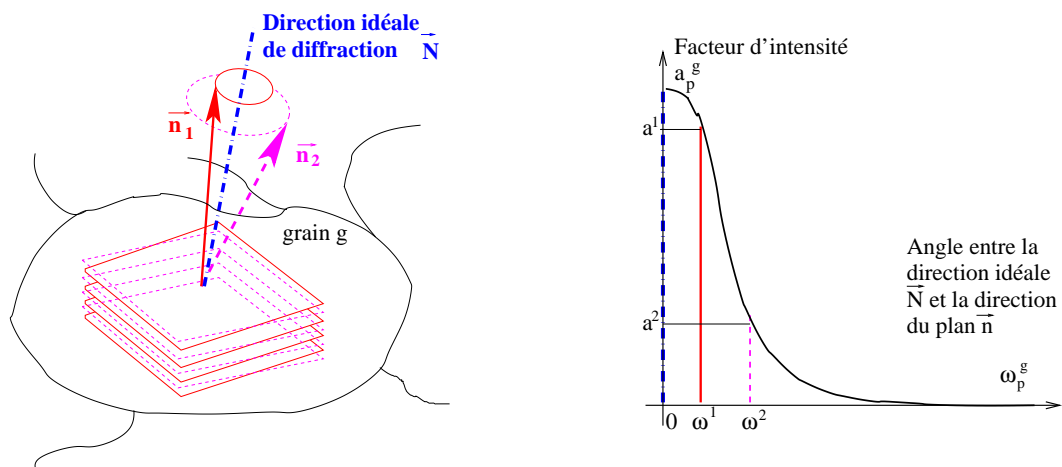 Direction idéale
de diffraction N
n1
n2
grain g
Facteur d'intensité
a_p^g
a^1
a^2
Angle entre la
direction idéale
N et la direction
du plan n
ω_p^g
0 ω^1 ω^2